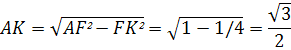 AK = √(AF² − FK²) = √(1 − 1/4) = √3/2